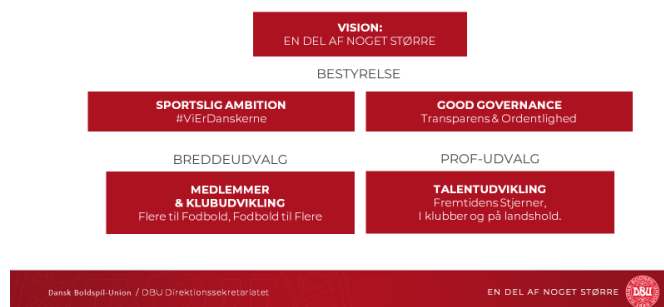 VISION:
EN DEL AF NOGET STØRRE
BESTYRELSE
SPORTSLIG AMBITION
#ViErDanskerne
GOOD GOVERNANCE
Transparens & Ordentlighed
BREDDEUDVALG
PROF-UDVALG
MEDLEMMER
& KLUBUDVIKLING
Flere til Fodbold, Fodbold til Flere
TALENTUDVIKLING
Fremtidens Stjerner,
I klubber og på landshold.
Dansk Boldspil-Union / DBU Direktionssekretariatet
EN DEL AF NOGET STØRRE
DBU